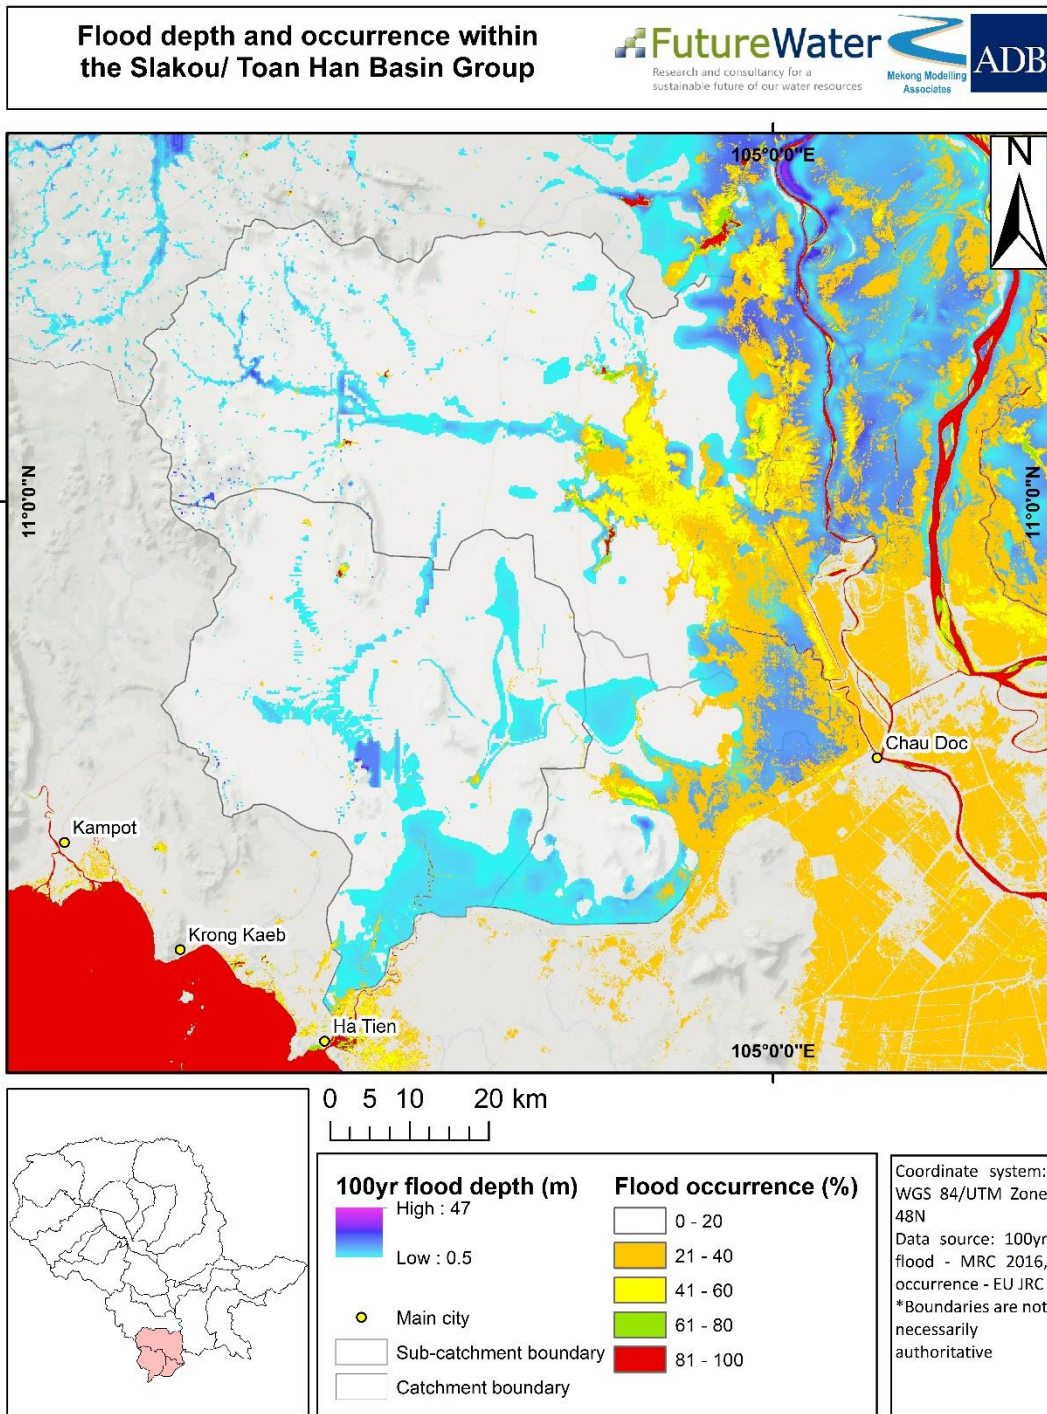 Flood depth and occurrence within
the Slakou/ Toan Han Basin Group
FutureWater
Research and consultancy for a
sustainable future of our water resources
Mekong Modelling
Associates
ADB
105°0'0"E
N
11°0'0"N
11°0'0"N
Chau Doc
Kampot
Krong Kaeb
Ha Tien
105°0'0"E
0 5 10 20 km
100yr flood depth (m)
High : 47
Low : 0.5
Main city
Sub-catchment boundary
Catchment boundary
Flood occurrence (%)
0 - 20
21 - 40
41 - 60
61 - 80
81 - 100
Coordinate system:
WGS 84/UTM Zone
48N
Data source: 100yr
flood - MRC 2016,
occurrence - EU JRC
*Boundaries are not
necessarily
authoritative